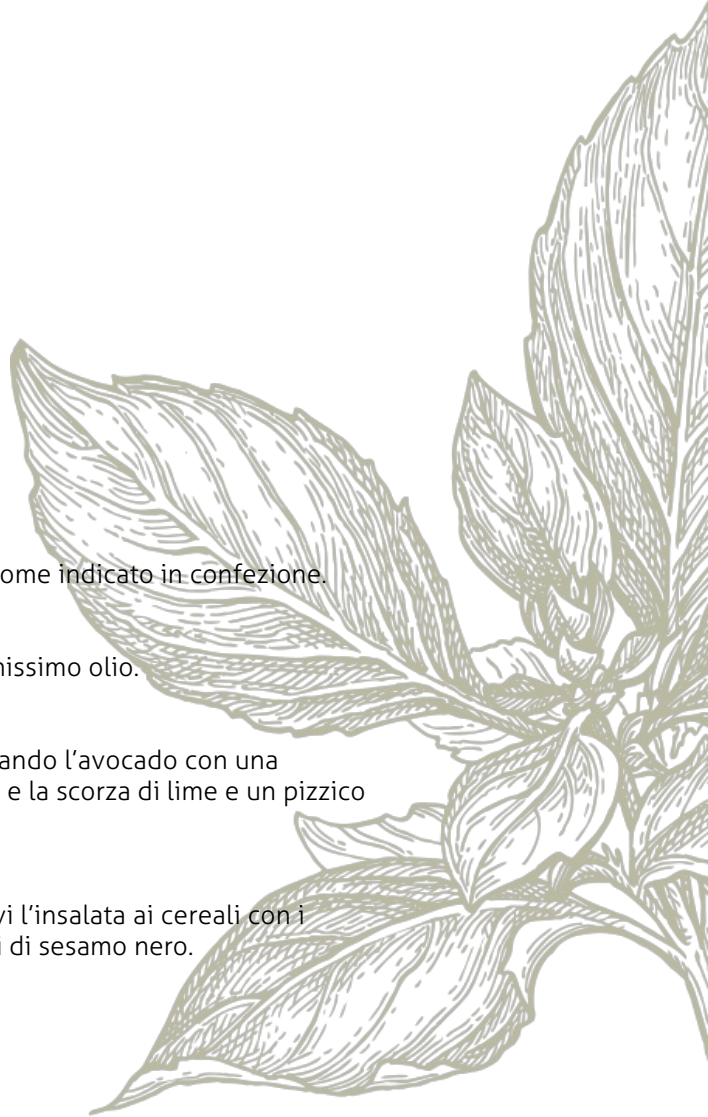 ome indicato in confezione.
nissimo olio.
ando l'avocado con una
e la scorza di lime e un pizzico
vi l'insalata ai cereali con i
i di sesamo nero.